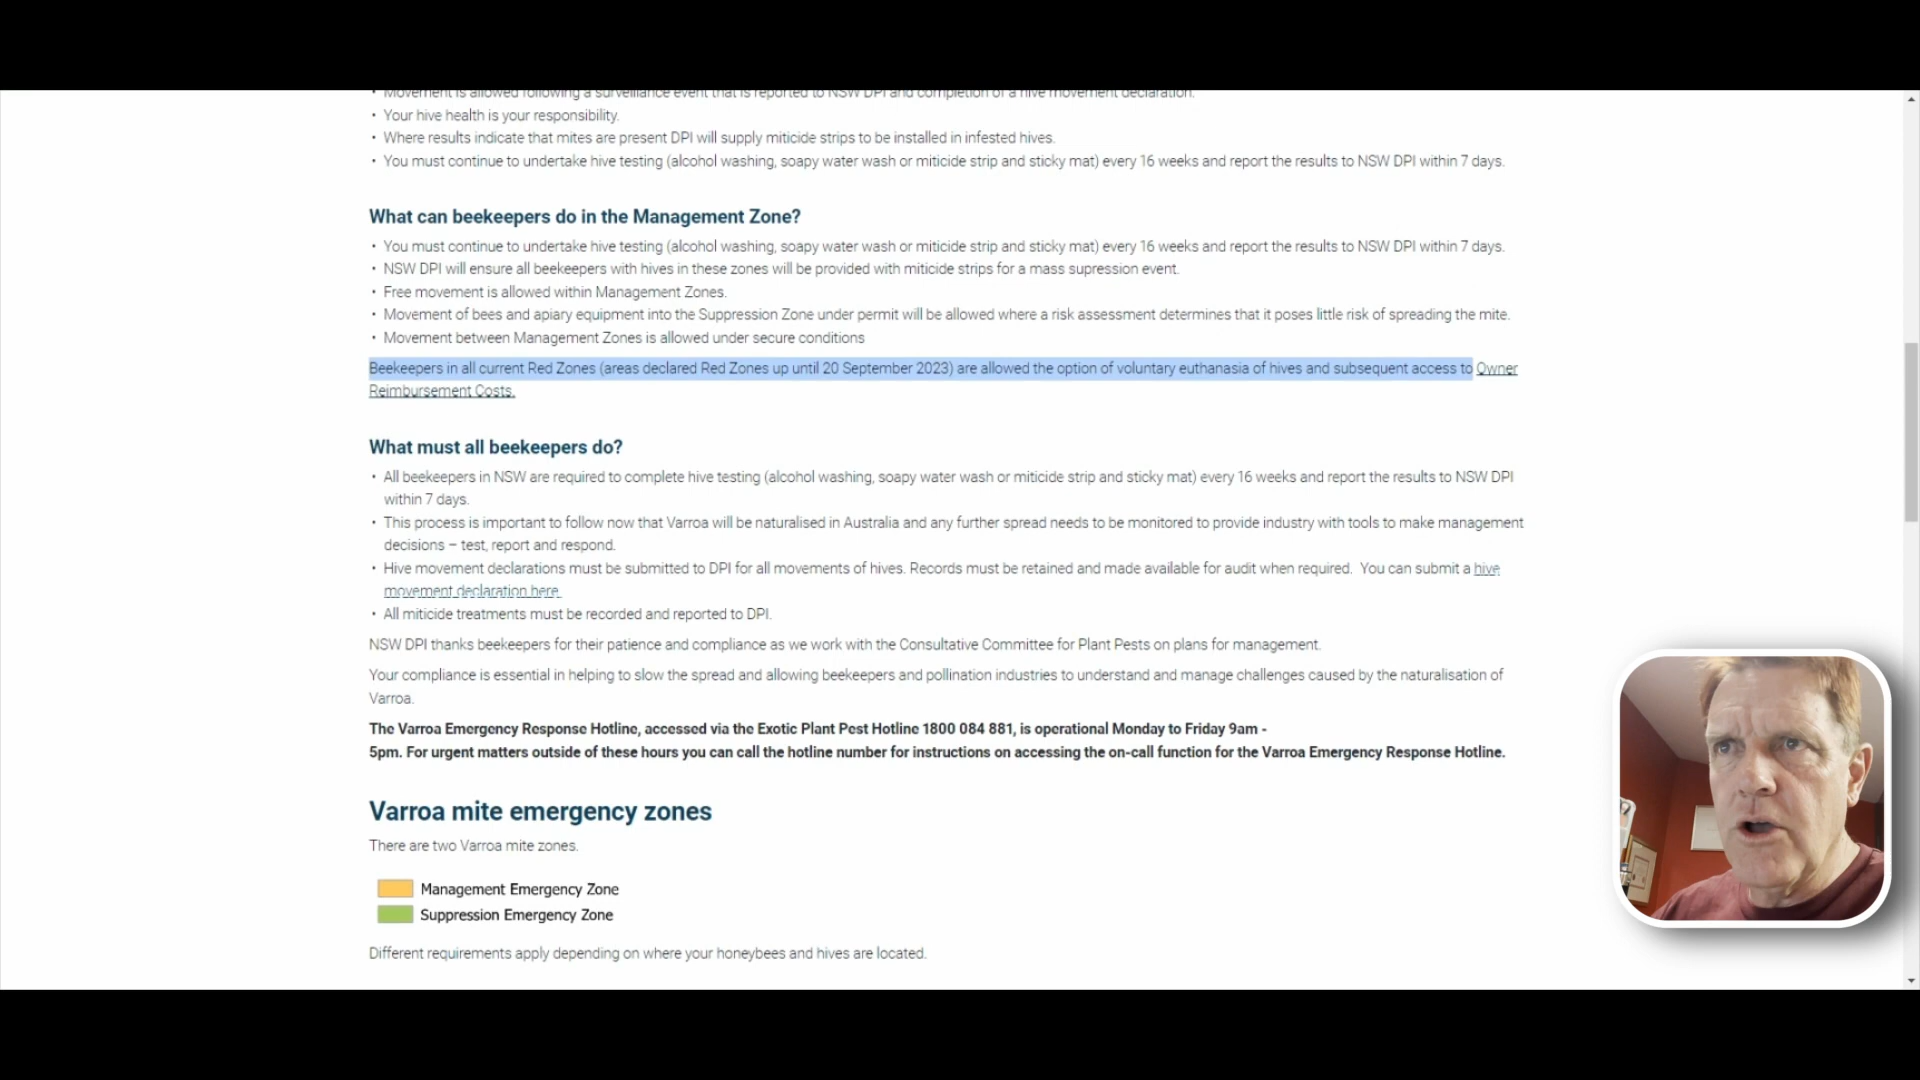 • Movement is allowed following a surveillance event that is reported to NSW DPI and completion of a hive movement declaration.
• Your hive health is your responsibility.
• Where results indicate that mites are present DPI will supply miticide strips to be installed in infested hives.
• You must continue to undertake hive testing (alcohol washing, soapy water wash or miticide strip and sticky mat) every 16 weeks and report the results to NSW DPI within 7 days.
What can beekeepers do in the Management Zone?
• You must continue to undertake hive testing (alcohol washing, soapy water wash or miticide strip and sticky mat) every 16 weeks and report the results to NSW DPI within 7 days.
• NSW DPI will ensure all beekeepers with hives in these zones will be provided with miticide strips for a mass supression event.
• Free movement is allowed within Management Zones.
• Movement of bees and apiary equipment into the Suppression Zone under permit will be allowed where a risk assessment determines that it poses little risk of spreading the mite.
• Movement between Management Zones is allowed under secure conditions
Beekeepers in all current Red Zones (areas declared Red Zones up until 20 September 2023) are allowed the option of voluntary euthanasia of hives and subsequent access to Owner
Reimbursement Costs.
What must all beekeepers do?
• All beekeepers in NSW are required to complete hive testing (alcohol washing, soapy water wash or miticide strip and sticky mat) every 16 weeks and report the results to NSW DPI
within 7 days.
• This process is important to follow now that Varroa will be naturalised in Australia and any further spread needs to be monitored to provide industry with tools to make management
decisions – test, report and respond.
• Hive movement declarations must be submitted to DPI for all movements of hives. Records must be retained and made available for audit when required. You can submit a hive
movement declaration here.
• All miticide treatments must be recorded and reported to DPI.
NSW DPI thanks beekeepers for their patience and compliance as we work with the Consultative Committee for Plant Pests on plans for management.
Your compliance is essential in helping to slow the spread and allowing beekeepers and pollination industries to understand and manage challenges caused by the naturalisation of
Varroa.
The Varroa Emergency Response Hotline, accessed via the Exotic Plant Pest Hotline 1800 084 881, is operational Monday to Friday 9am -
5pm. For urgent matters outside of these hours you can call the hotline number for instructions on accessing the on-call function for the Varroa Emergency Response Hotline.
Varroa mite emergency zones
There are two Varroa mite zones.
Management Emergency Zone
Suppression Emergency Zone
Different requirements apply depending on where your honeybees and hives are located.